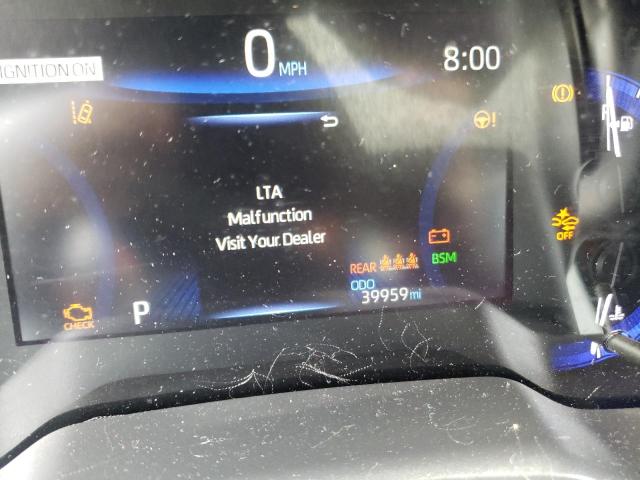 0 MPH
8:00
IGNITION ON
LTA
Malfunction
Visit Your Dealer
OFF
BSM
REAR
ODO
39959 mi
CHECK
P
F